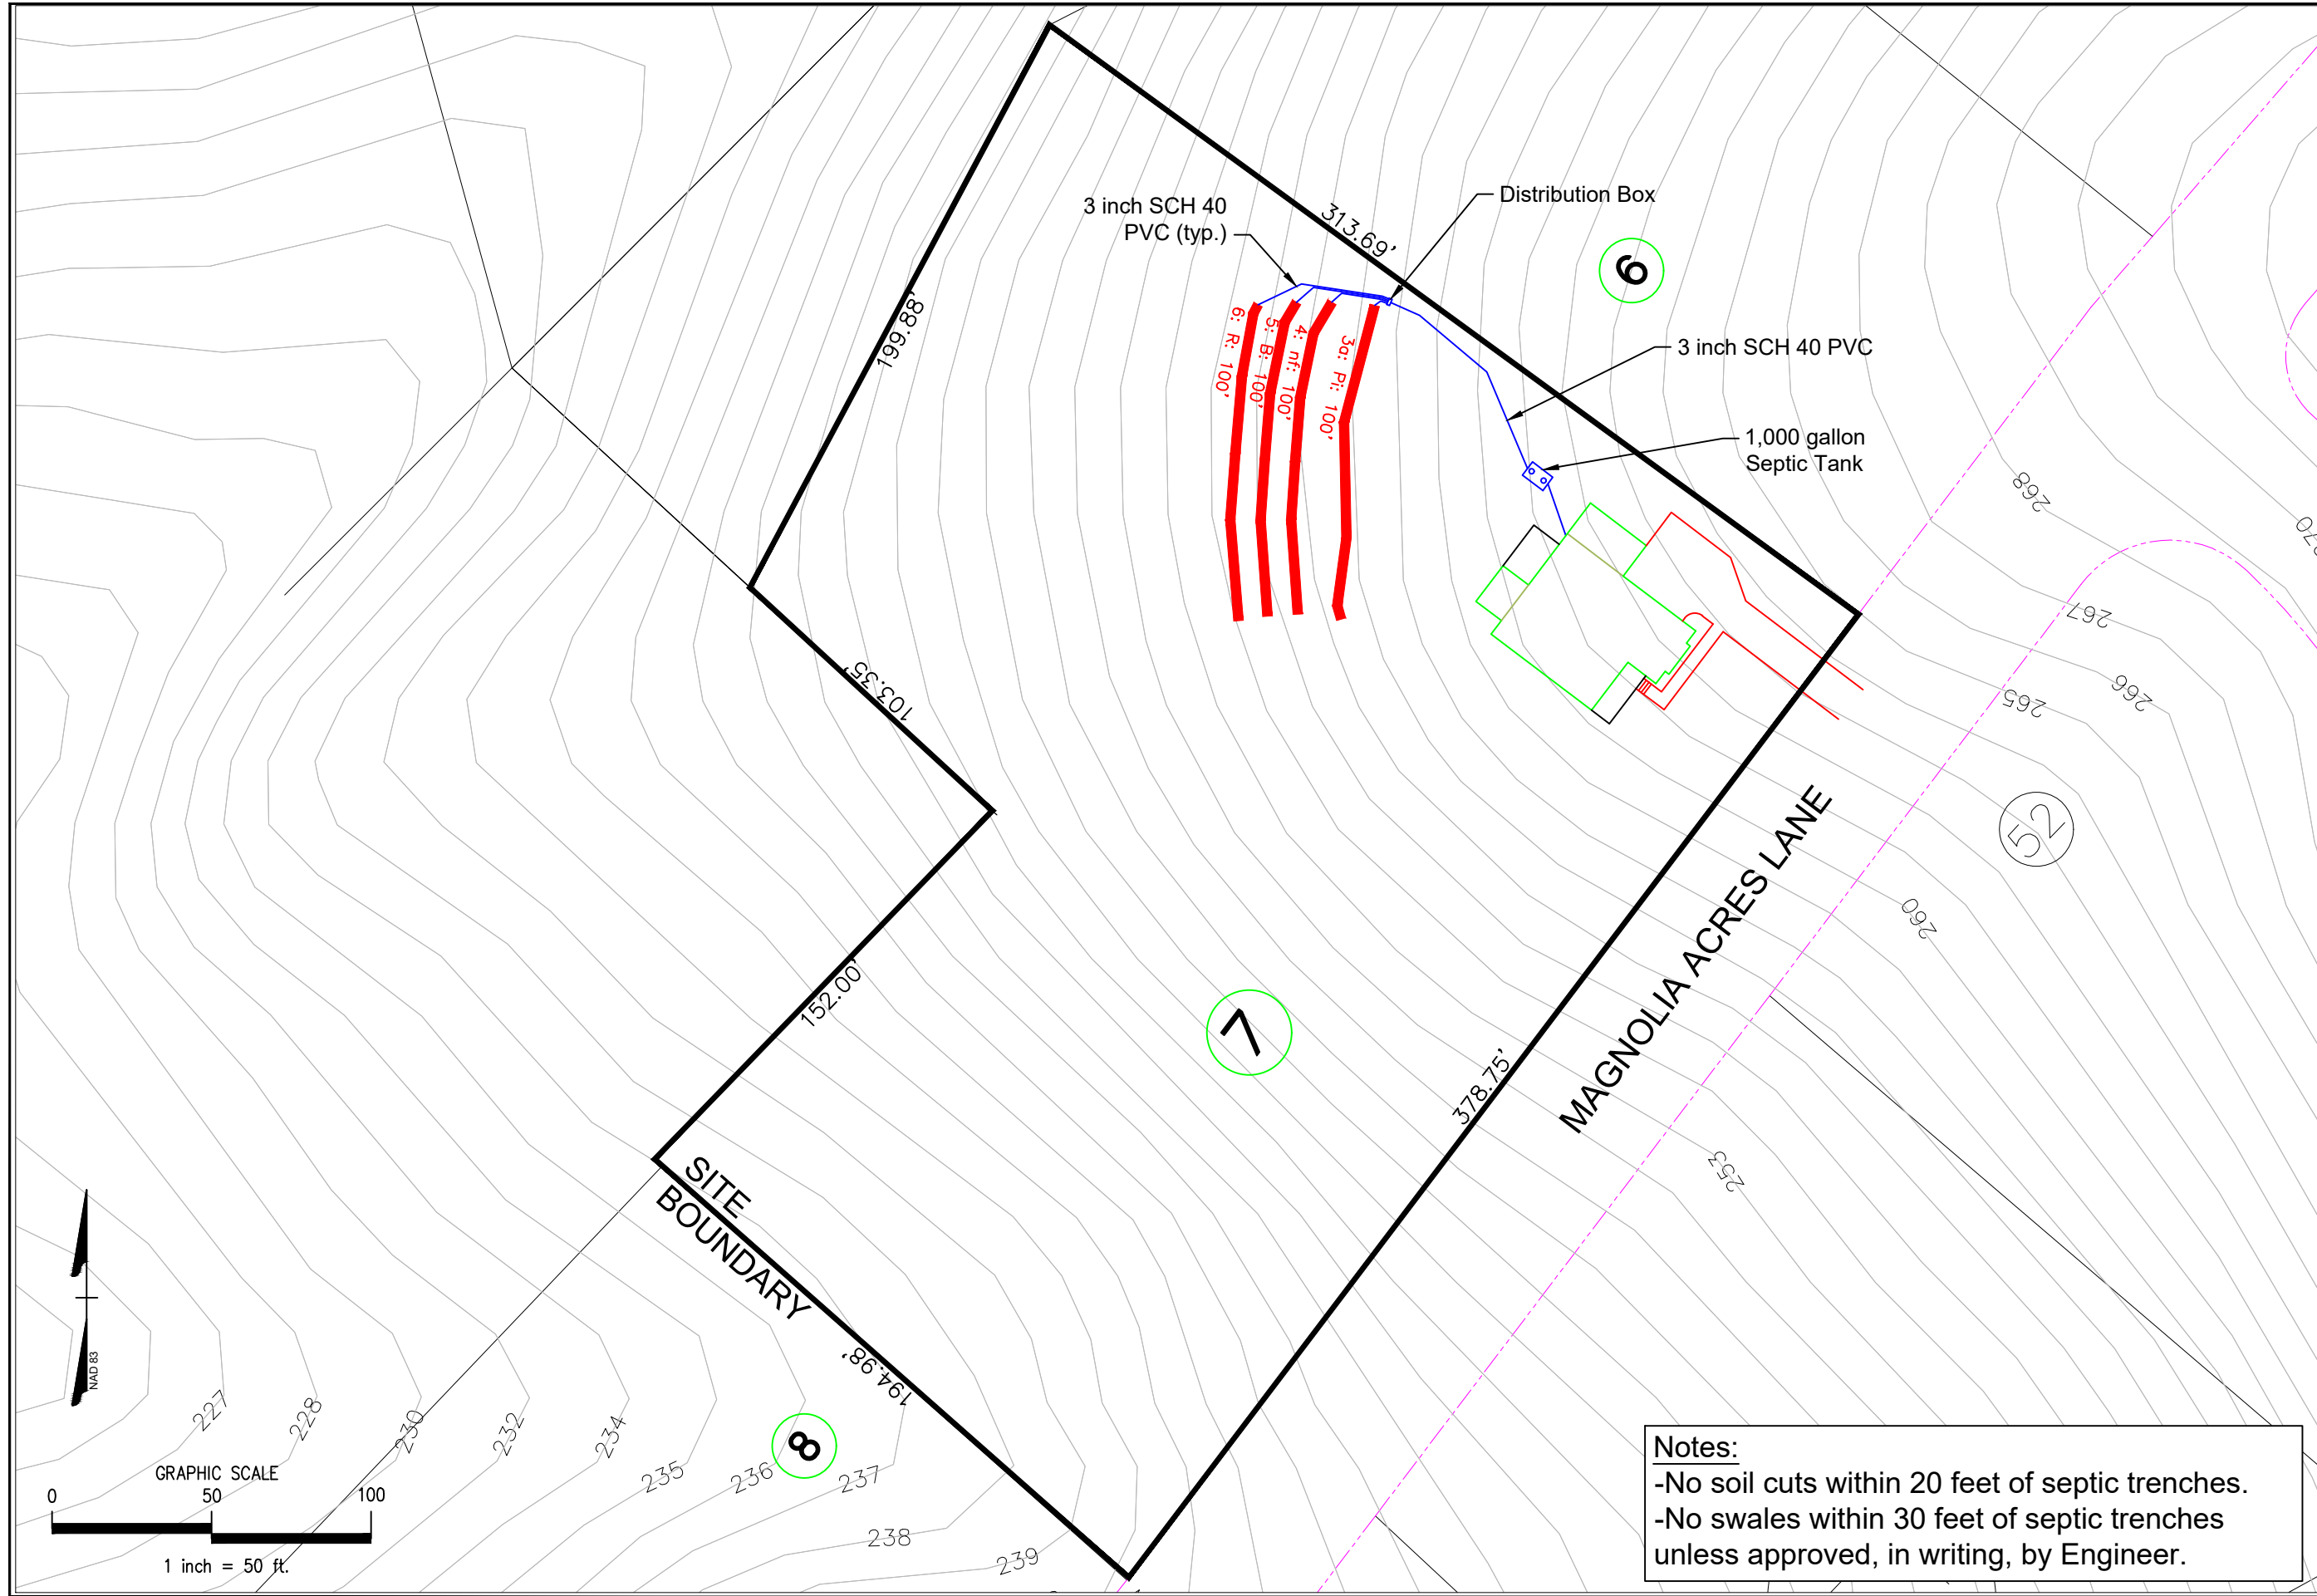 313.69'
Distribution Box
3 inch SCH 40
PVC (typ.)
6
199.88'
6: R: 100'
5: B: 100'
4: nf: 100'
3a: Pi: 100'
3 inch SCH 40 PVC
1,000 gallon
Septic Tank
268
270
267
266
265
103.35'
52
260
MAGNOLIA ACRES LANE
152.00'
7
378.75'
253
SITE
BOUNDARY
194.98'
NAD 83
227
228
230
232
234
235
236
237
238
239
8
GRAPHIC SCALE
0 50 100
1 inch = 50 ft.
Notes:
-No soil cuts within 20 feet of septic trenches.
-No swales within 30 feet of septic trenches
unless approved, in writing, by Engineer.